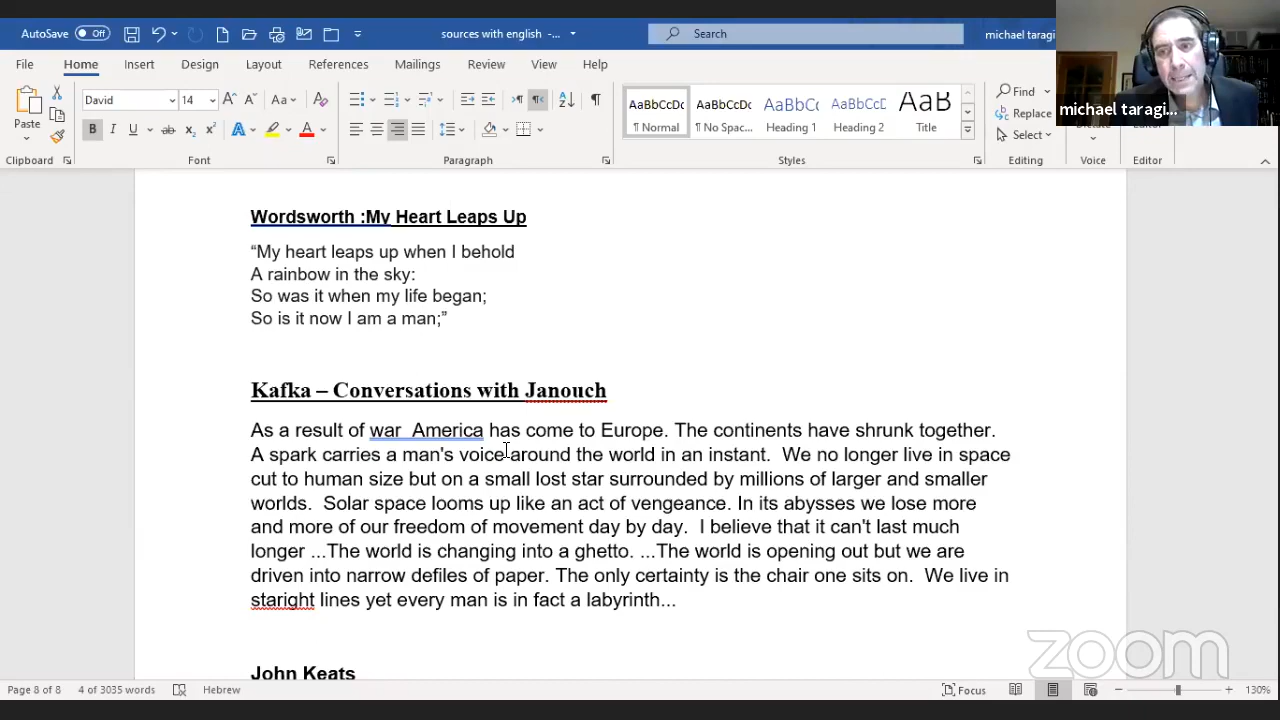 AutoSave Off sources with english -... Search michael taragi
File Home Insert Design Layout References Mailings Review View Help
michael taragi...
Paste David 14 Aa AaBbCcDc AaBbCcDc AaBbCc AaBbCcD AaB Find
B I U ab x₂ x² A A ¶ Normal ¶ No Spac... Heading 1 Heading 2 Title Replace
Select
Clipboard Font Paragraph Styles Editing Voice Editor
Wordsworth :My Heart Leaps Up
“My heart leaps up when I behold
A rainbow in the sky:
So was it when my life began;
So is it now I am a man;”
Kafka – Conversations with Janouch
As a result of war  America has come to Europe. The continents have shrunk together.
A spark carries a man's voice around the world in an instant.  We no longer live in space
cut to human size but on a small lost star surrounded by millions of larger and smaller
worlds.  Solar space looms up like an act of vengeance. In its abysses we lose more
and more of our freedom of movement day by day.  I believe that it can't last much
longer ...The world is changing into a ghetto. ...The world is opening out but we are
driven into narrow defiles of paper. The only certainty is the chair one sits on.  We live in
staright lines yet every man is in fact a labyrinth...
John Keats
zoom
Page 8 of 8 4 of 3035 words Hebrew Focus 130%